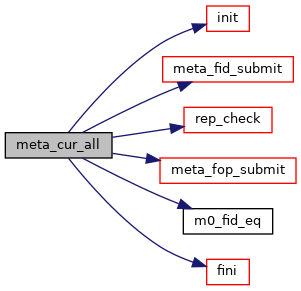 init
meta_fid_submit
rep_check
meta_cur_all
meta_fop_submit
m0_fid_eq
fini